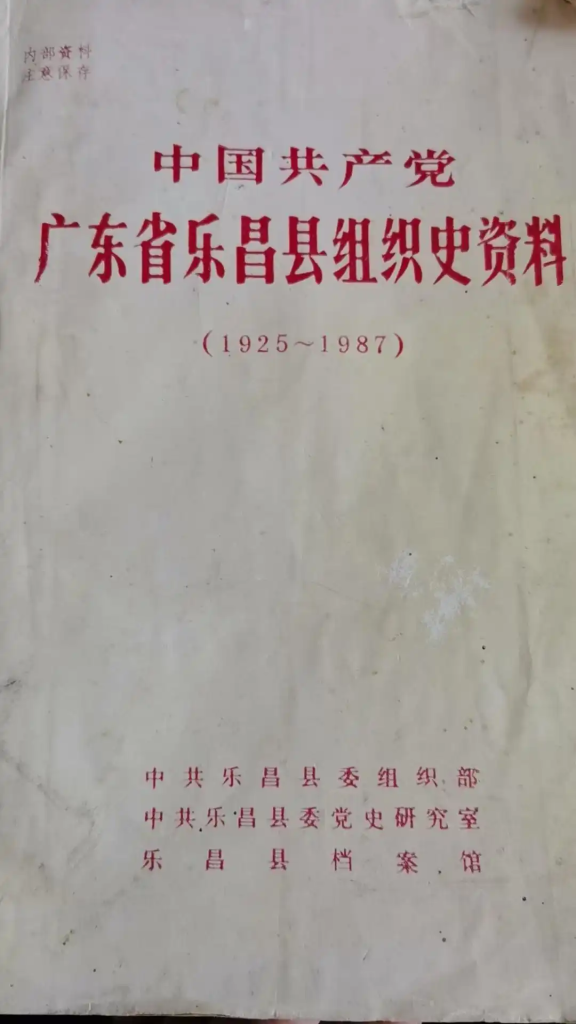 内部资料
注意保存
中国共产党
广东省乐昌县组织史资料
(1925~1987)
中共乐昌县委组织部
中共乐昌县委党史研究室
乐昌县档案馆